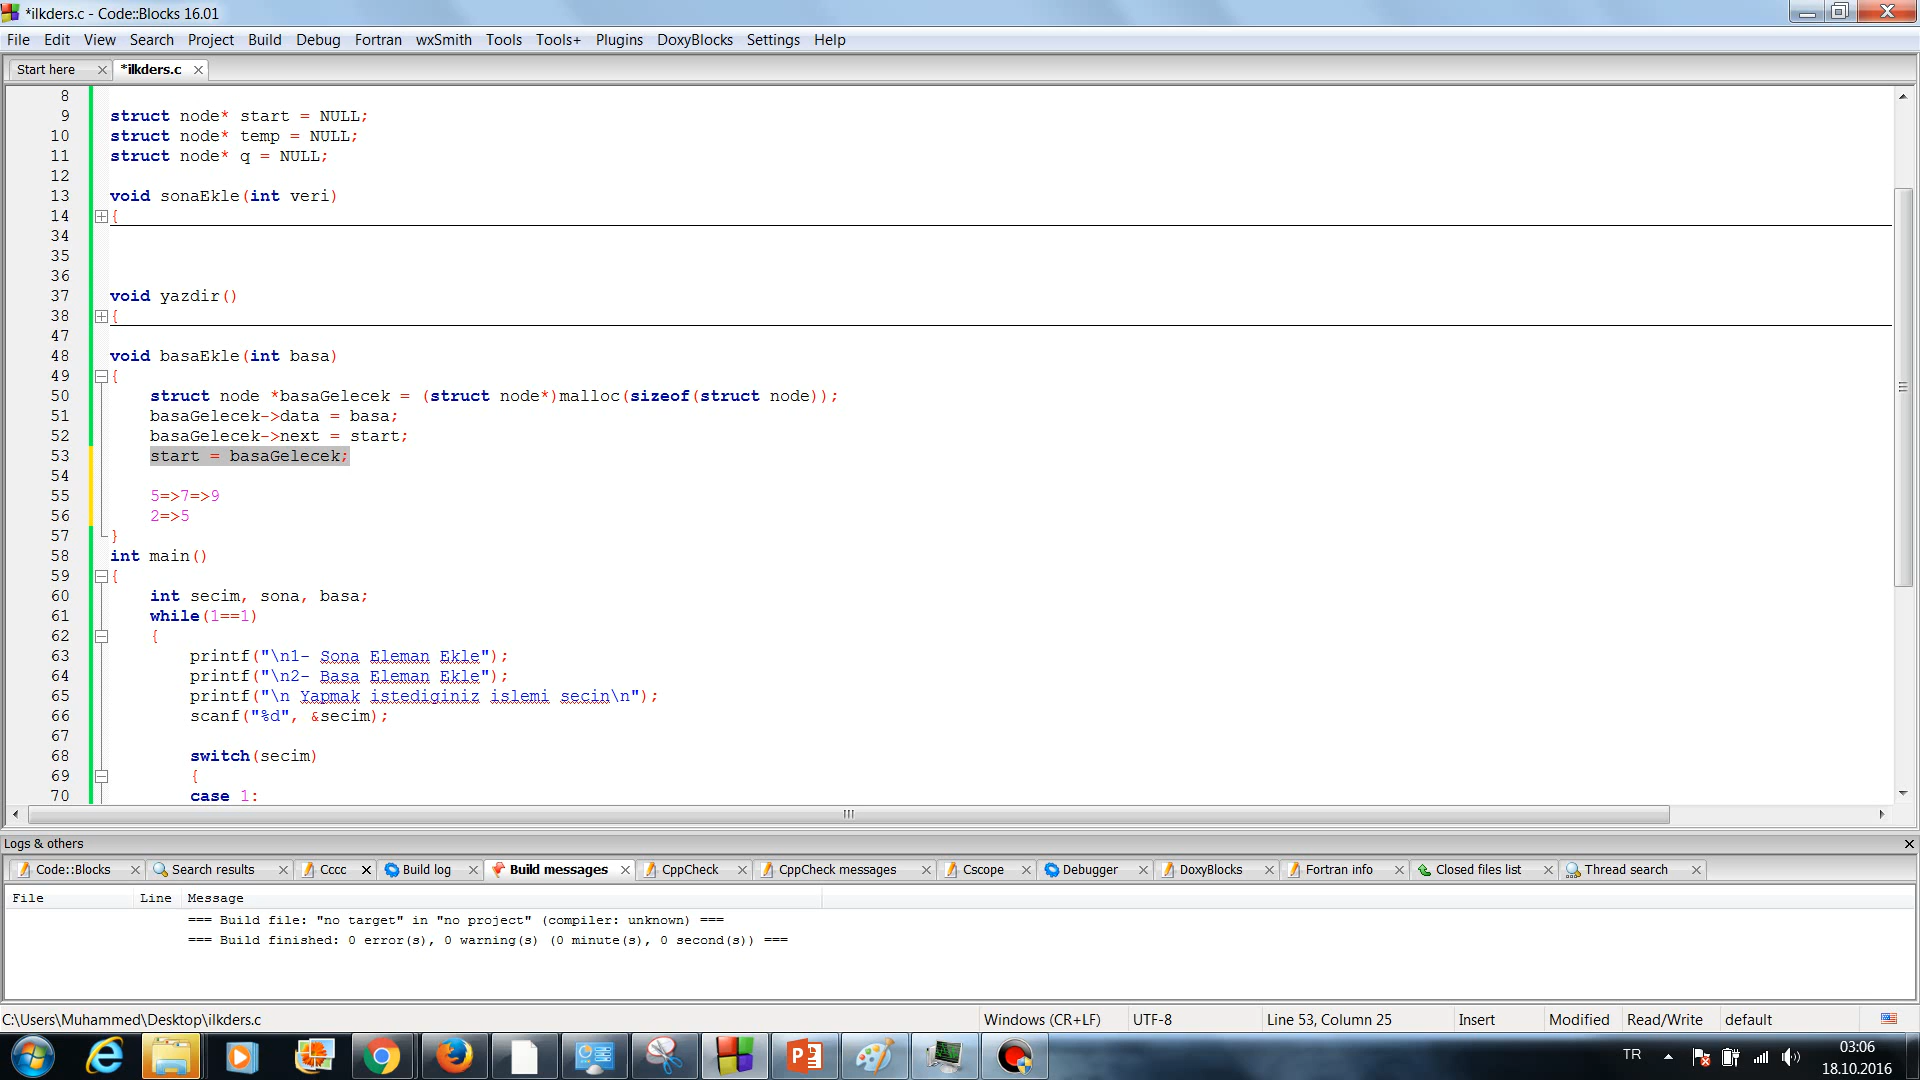 *ilkders.c - Code::Blocks 16.01
File Edit View Search Project Build Debug Fortran wxSmith Tools Tools+ Plugins DoxyBlocks Settings Help
Start here *ilkders.c
8
9 struct node* start = NULL;
10 struct node* temp = NULL;
11 struct node* q = NULL;
12
13 void sonaEkle(int veri)
14 {
34
35
36
37 void yazdir()
38 {
47
48 void basaEkle(int basa)
49 {
50 struct node *basaGelecek = (struct node*)malloc(sizeof(struct node));
51 basaGelecek->data = basa;
52 basaGelecek->next = start;
53 start = basaGelecek;
54
55 5=>7=>9
56 2=>5
57 }
58 int main()
59 {
60 int secim, sona, basa;
61 while(1==1)
62 {
63 printf("\n1- Sona Eleman Ekle");
64 printf("\n2- Basa Eleman Ekle");
65 printf("\n Yapmak istediginiz islemi secin\n");
66 scanf("%d", &secim);
67
68 switch(secim)
69 {
70 case 1:
Logs & others
Code::Blocks Search results Cccc Build log Build messages CppCheck CppCheck messages Cscope Debugger DoxyBlocks Fortran info Closed files list Thread search
File Line Message
=== Build file: "no target" in "no project" (compiler: unknown) ===
=== Build finished: 0 error(s), 0 warning(s) (0 minute(s), 0 second(s)) ===
C:\Users\Muhammed\Desktop\ilkders.c Windows (CR+LF) UTF-8 Line 53, Column 25 Insert Modified Read/Write default
TR 03:06
18.10.2016